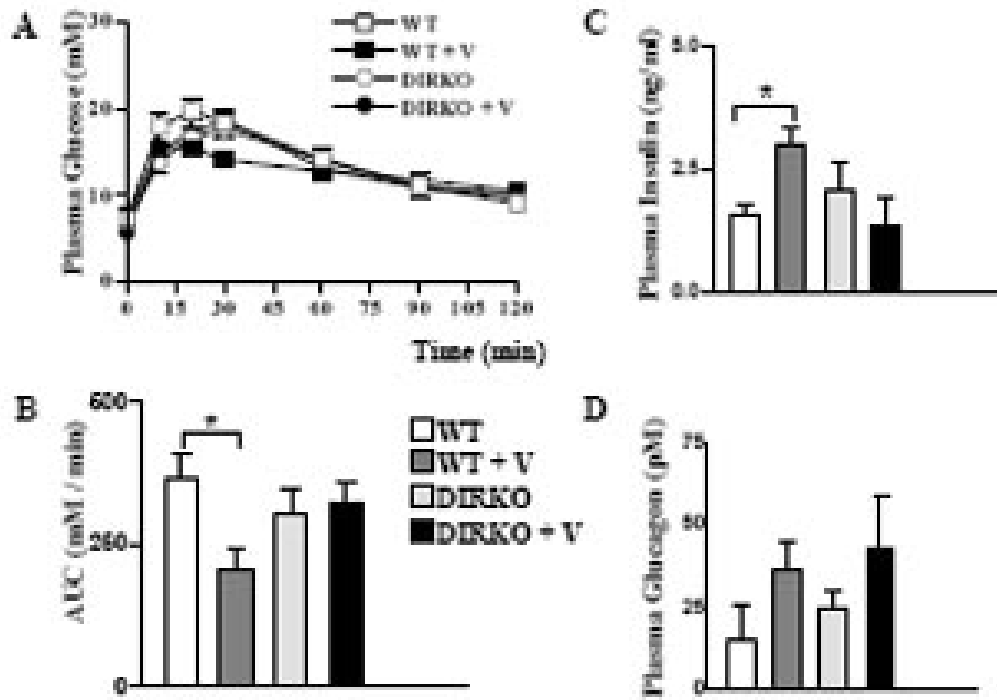 A
Plasma Glucose (mM)
30
20
10
0
WT
WT + V
DIRKO
DIRKO + V
0 15 30 45 60 75 90 105 120
Time (min)
B
AUC (mM / min)
0
*
WT
WT + V
DIRKO
DIRKO + V
C
Plasma Insulin (ng/ml)
5.0
2.5
0.0
*
D
Plasma Glucagon (pM)
75
50
25
0